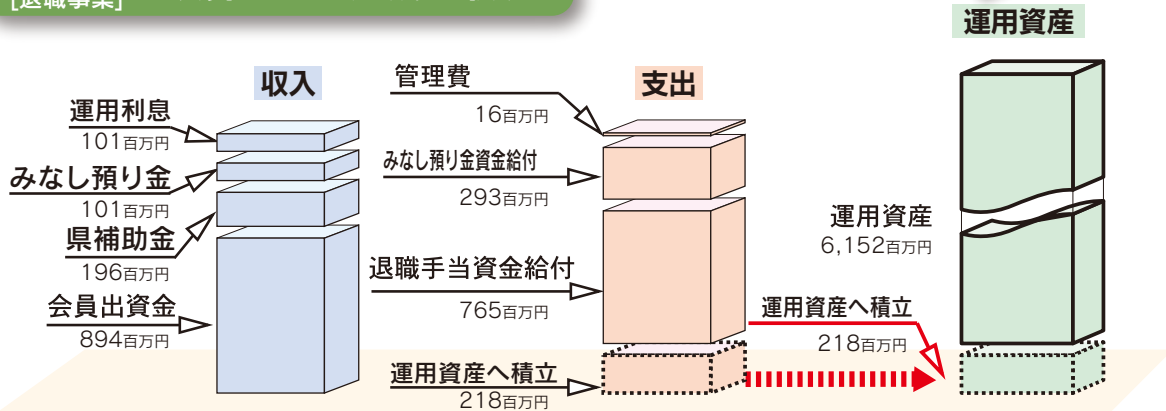 [退職事業]
収入
運用利息
101百万円
みなし預り金
101百万円
県補助金
196百万円
会員出資金
894百万円
支出
管理費
16百万円
みなし預り金資金給付
293百万円
退職手当資金給付
765百万円
運用資産へ積立
218百万円
運用資産
運用資産
6,152百万円
運用資産へ積立
218百万円